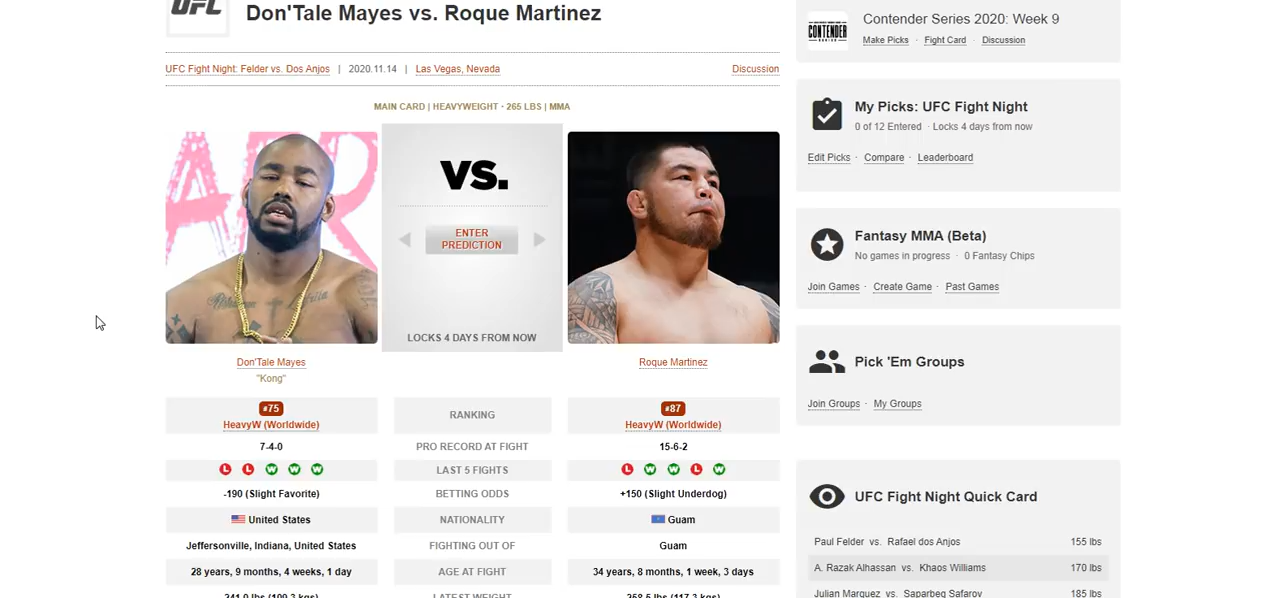 UFC
Don'Tale Mayes vs. Roque Martinez
UFC Fight Night: Felder vs. Dos Anjos | 2020.11.14 | Las Vegas, Nevada Discussion
MAIN CARD | HEAVYWEIGHT · 265 LBS | MMA
VS.
ENTER
PREDICTION
LOCKS 4 DAYS FROM NOW
Don'Tale Mayes Roque Martinez
"Kong"
#75 RANKING #87
HeavyW (Worldwide) HeavyW (Worldwide)
7-4-0 PRO RECORD AT FIGHT 15-6-2
L L W W W LAST 5 FIGHTS L W W L W
-190 (Slight Favorite) BETTING ODDS +150 (Slight Underdog)
United States NATIONALITY Guam
Jeffersonville, Indiana, United States FIGHTING OUT OF Guam
28 years, 9 months, 4 weeks, 1 day AGE AT FIGHT 34 years, 8 months, 1 week, 3 days
LATEST WEIGHT
CONTENDER
Contender Series 2020: Week 9
Make Picks · Fight Card · Discussion
My Picks: UFC Fight Night
0 of 12 Entered · Locks 4 days from now
Edit Picks · Compare · Leaderboard
Fantasy MMA (Beta)
No games in progress · 0 Fantasy Chips
Join Games · Create Game · Past Games
Pick 'Em Groups
Join Groups · My Groups
UFC Fight Night Quick Card
Paul Felder vs. Rafael dos Anjos 155 lbs
A. Razak Alhassan vs. Khaos Williams 170 lbs
Julian Marquez vs. Saparbeg Safarov 185 lbs